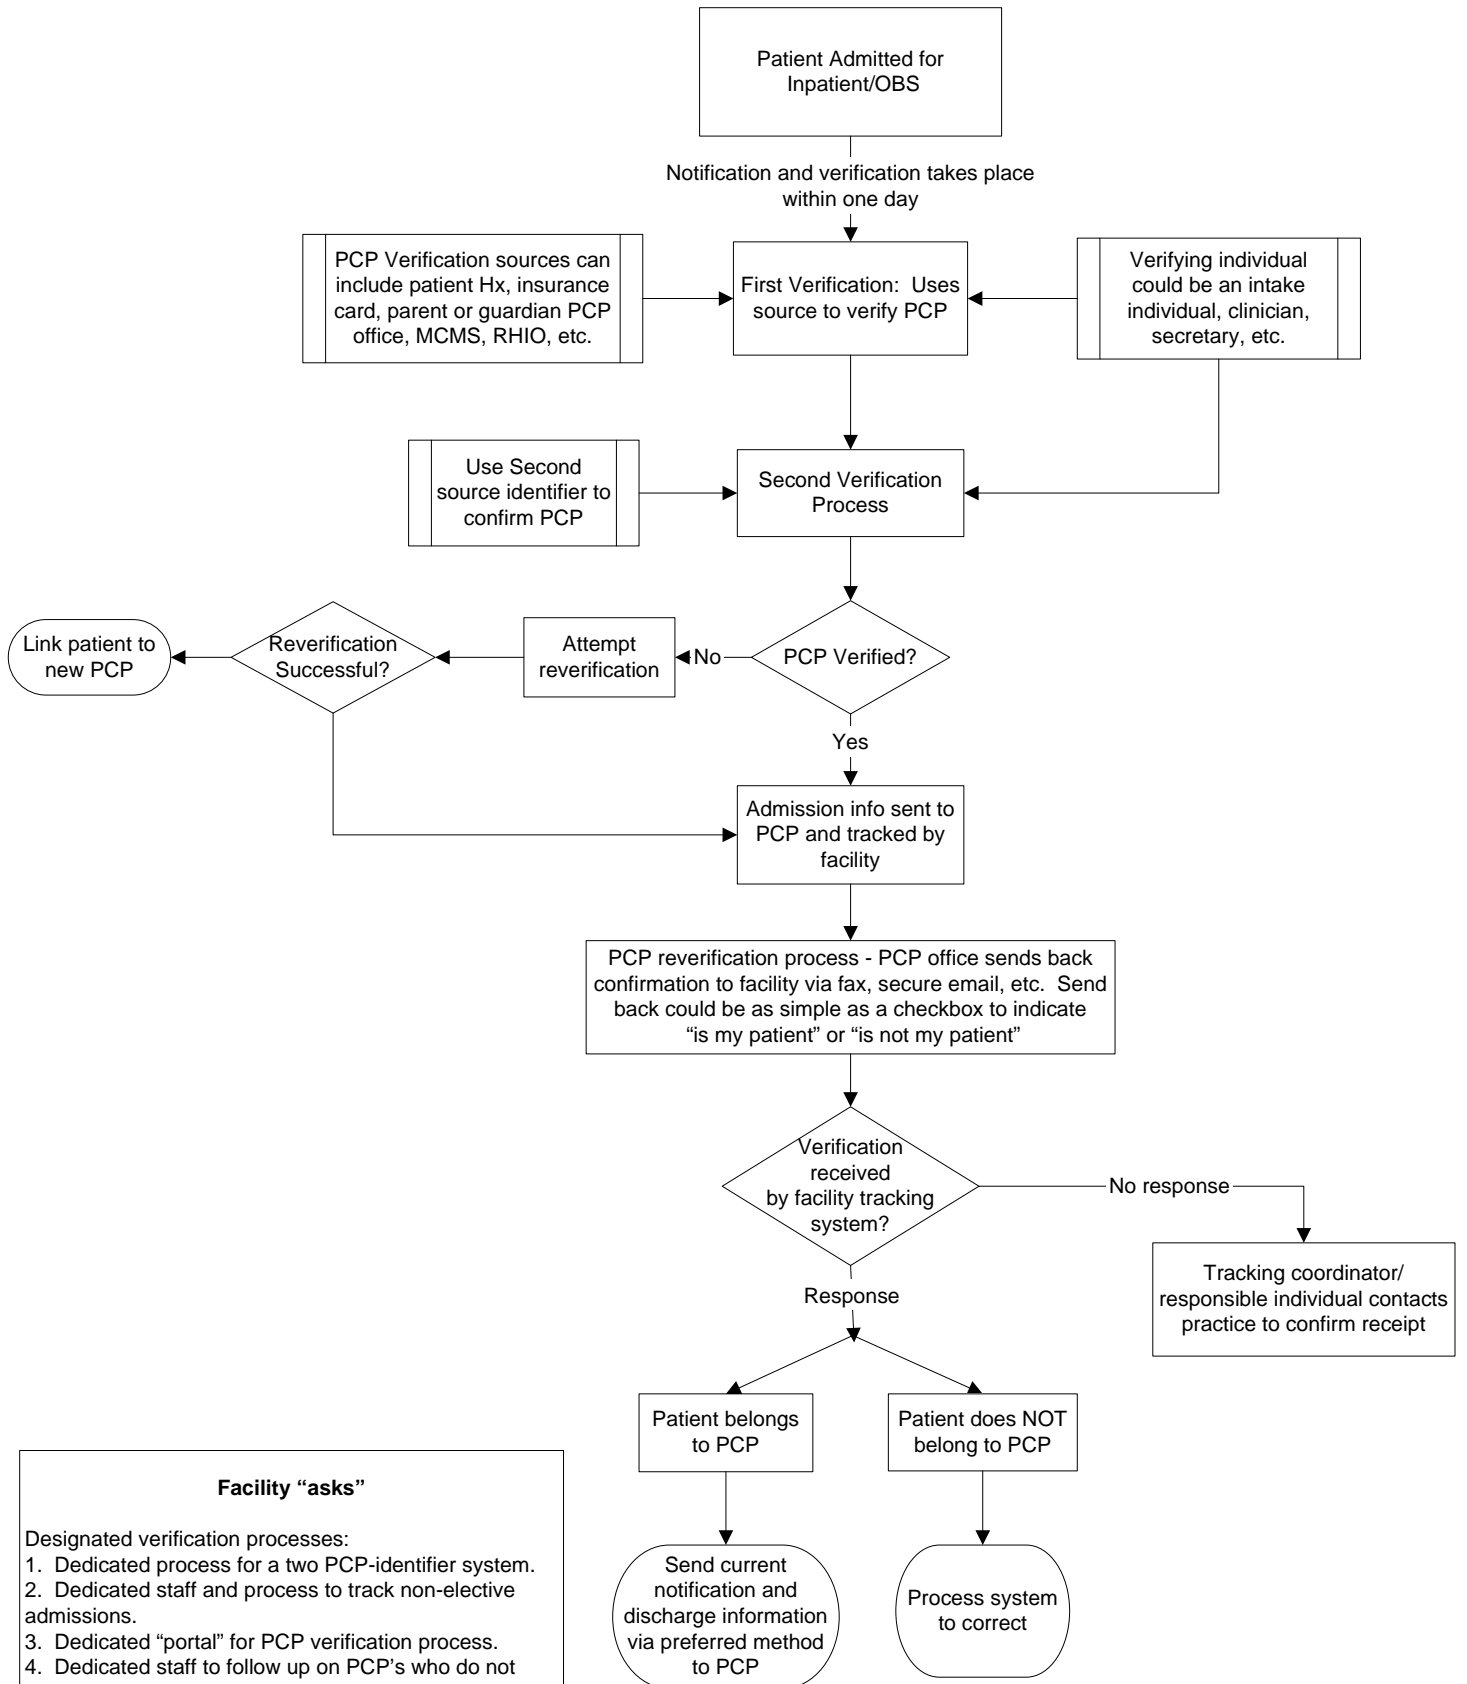 Patient Admitted for
Inpatient/OBS
Notification and verification takes place
within one day
PCP Verification sources can
include patient Hx, insurance
card, parent or guardian PCP
office, MCMS, RHIO, etc.
First Verification:  Uses
source to verify PCP
Verifying individual
could be an intake
individual, clinician,
secretary, etc.
Use Second
source identifier to
confirm PCP
Second Verification
Process
Link patient to
new PCP
Reverification
Successful?
Attempt
reverification
No
PCP Verified?
Yes
Admission info sent to
PCP and tracked by
facility
PCP reverification process - PCP office sends back
confirmation to facility via fax, secure email, etc.  Send
back could be as simple as a checkbox to indicate
“is my patient” or “is not my patient”
Verification
received
by facility tracking
system?
No response
Tracking coordinator/
responsible individual contacts
practice to confirm receipt
Response
Patient belongs
to PCP
Patient does NOT
belong to PCP
Send current
notification and
discharge information
via preferred method
to PCP
Process system
to correct
Facility “asks”
Designated verification processes:
1.  Dedicated process for a two PCP-identifier system.
2.  Dedicated staff and process to track non-elective
admissions.
3.  Dedicated “portal” for PCP verification process.
4.  Dedicated staff to follow up on PCP’s who do not